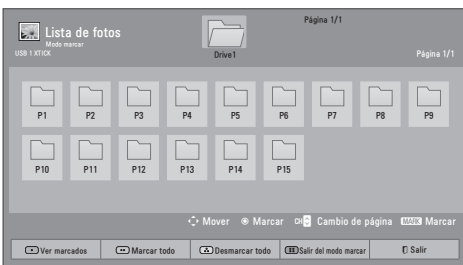 Página 1/1
Lista de fotos
Modo marcar
USB 1 XTICK
Drive1
Página 1/1
P1 P2 P3 P4 P5 P6 P7 P8 P9
P10 P11 P12 P13 P14 P15
Mover Marcar CH Cambio de página MARK Marcar
Ver marcados Marcar todo Desmarcar todo Salir del modo marcar Salir